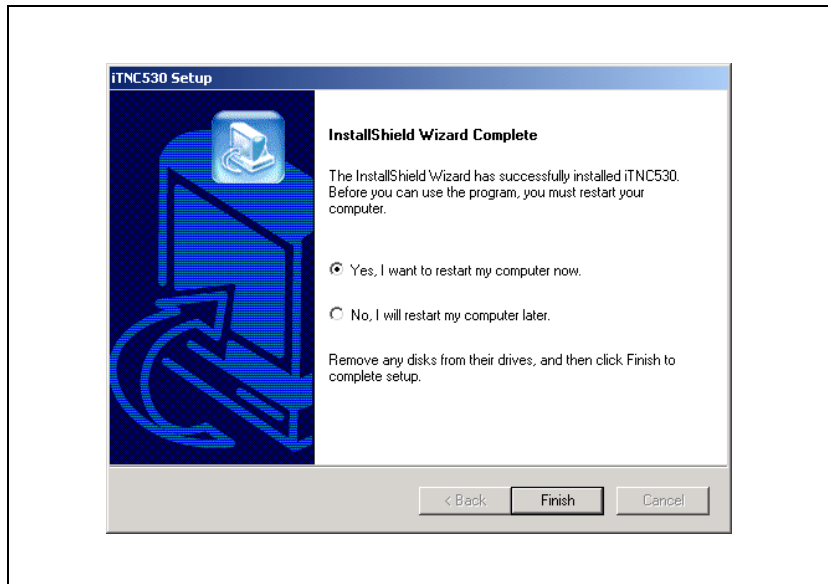 iTNC530 Setup
InstallShield Wizard Complete
The InstallShield Wizard has successfully installed iTNC530.
Before you can use the program, you must restart your
computer.
Yes, I want to restart my computer now.
No, I will restart my computer later.
Remove any disks from their drives, and then click Finish to
complete setup.
< Back Finish Cancel